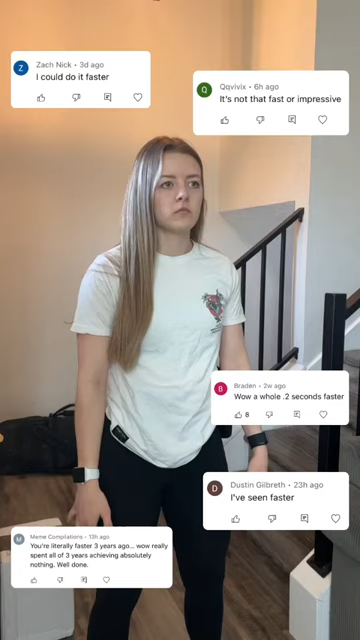 Zach Nick • 3d ago
I could do it faster
Qqvivix • 6h ago
It's not that fast or impressive
Braden • 2w ago
Wow a whole .2 seconds faster
8
Dustin Gilbreth • 23h ago
I've seen faster
Meme Compilations • 13h ago
You're literally faster 3 years ago... wow really
spent all of 3 years achieving absolutely
nothing. Well done.